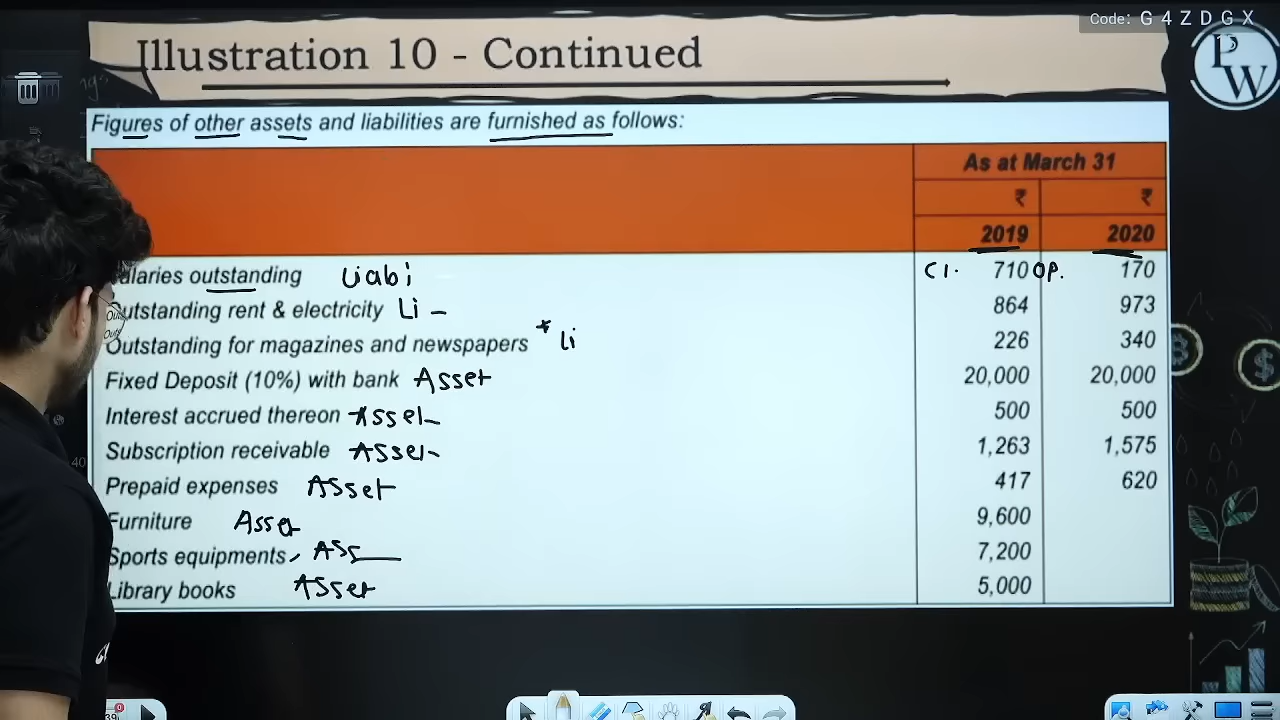 Code: G 4 Z D G X
Illustration 10 - Continued
P
W
Figures of other assets and liabilities are furnished as follows:
As at March 31
₹ ₹
2019 2020
alaries outstanding Liabi Cl. 710 OP. 170
Outstanding rent & electricity Li - 864 973
Outstanding for magazines and newspapers * Li 226 340
Fixed Deposit (10%) with bank Asset 20,000 20,000
Interest accrued thereon Asset 500 500
Subscription receivable Asset 1,263 1,575
Prepaid expenses Asset 417 620
Furniture Asset 9,600
Sports equipments, Ass 7,200
Library books Asset 5,000